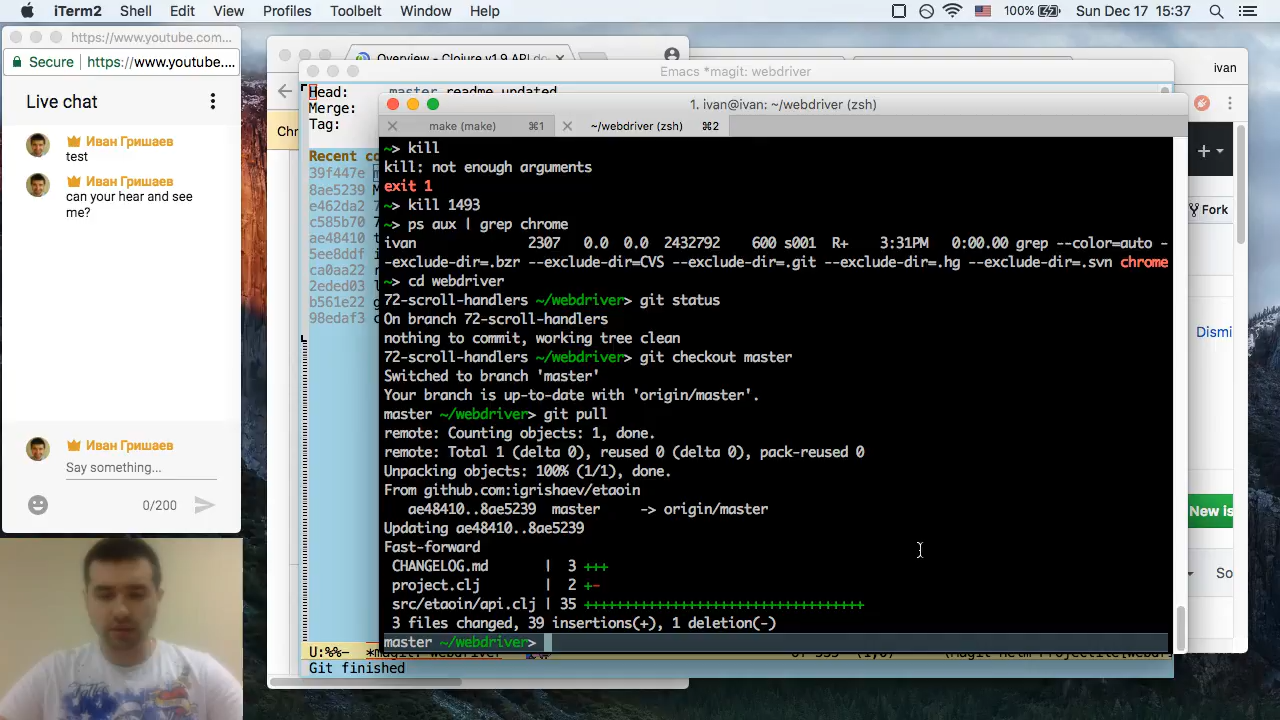 iTerm2 Shell Edit View Profiles Toolbelt Window Help 100% Sun Dec 17 15:37
https://www.youtube.com...
Secure https://www.youtube....
Live chat
Иван Гришаев
test
Иван Гришаев
can your hear and see
me?
Иван Гришаев
Say something...
0/200
Overview - Clojure v1.9 API do
ivan
Chr
Fork
Dismi
New is
So
Emacs *magit: webdriver
Head: master readme updated
Merge:
Tag:
Recent co
39f447e
8ae5239 M
e462da2 7
c585b70 7
ae48410 t
5ee8ddf i
ca0aa22 r
2eded03 l
b561e22 g
98edaf3 c
U:%%- *magit: webdriver
Git finished
1. ivan@ivan: ~/webdriver (zsh)
make (make) ⌘1 ~/webdriver (zsh) ⌘2
~> kill
kill: not enough arguments
exit 1
~> kill 1493
~> ps aux | grep chrome
ivan 2307 0.0 0.0 2432792 600 s001 R+ 3:31PM 0:00.00 grep --color=auto -
-exclude-dir=.bzr --exclude-dir=CVS --exclude-dir=.git --exclude-dir=.hg --exclude-dir=.svn chrome
~> cd webdriver
72-scroll-handlers ~/webdriver> git status
On branch 72-scroll-handlers
nothing to commit, working tree clean
72-scroll-handlers ~/webdriver> git checkout master
Switched to branch 'master'
Your branch is up-to-date with 'origin/master'.
master ~/webdriver> git pull
remote: Counting objects: 1, done.
remote: Total 1 (delta 0), reused 0 (delta 0), pack-reused 0
Unpacking objects: 100% (1/1), done.
From github.com:igrishaev/etaoin
ae48410..8ae5239 master -> origin/master
Updating ae48410..8ae5239
Fast-forward
CHANGELOG.md | 3 +++
project.clj | 2 +-
src/etaoin/api.clj | 35 +++++++++++++++++++++++++++++++++++
3 files changed, 39 insertions(+), 1 deletion(-)
master ~/webdriver>